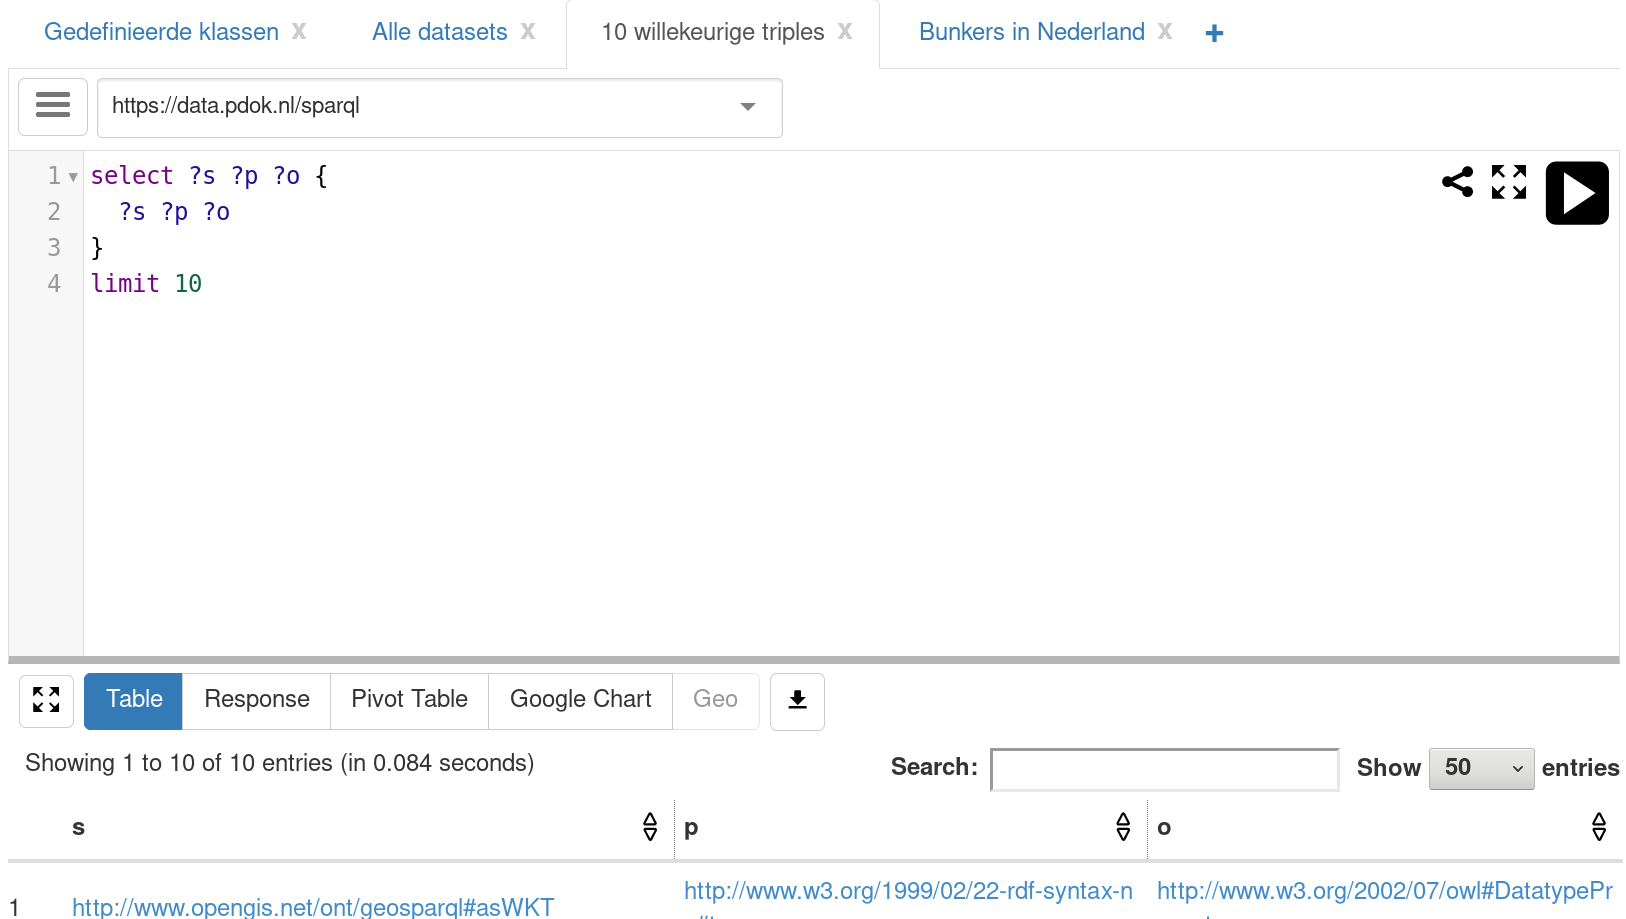 Gedefinieerde klassen X Alle datasets X 10 willekeurige triples X Bunkers in Nederland X +
https://data.pdok.nl/sparql
1 select ?s ?p ?o {
2 ?s ?p ?o
3 }
4 limit 10
Table Response Pivot Table Google Chart Geo
Showing 1 to 10 of 10 entries (in 0.084 seconds) Search: Show 50 entries
s p o
1 http://www.opengis.net/ont/geosparql#asWKT http://www.w3.org/1999/02/22-rdf-syntax-n http://www.w3.org/2002/07/owl#DatatypePr